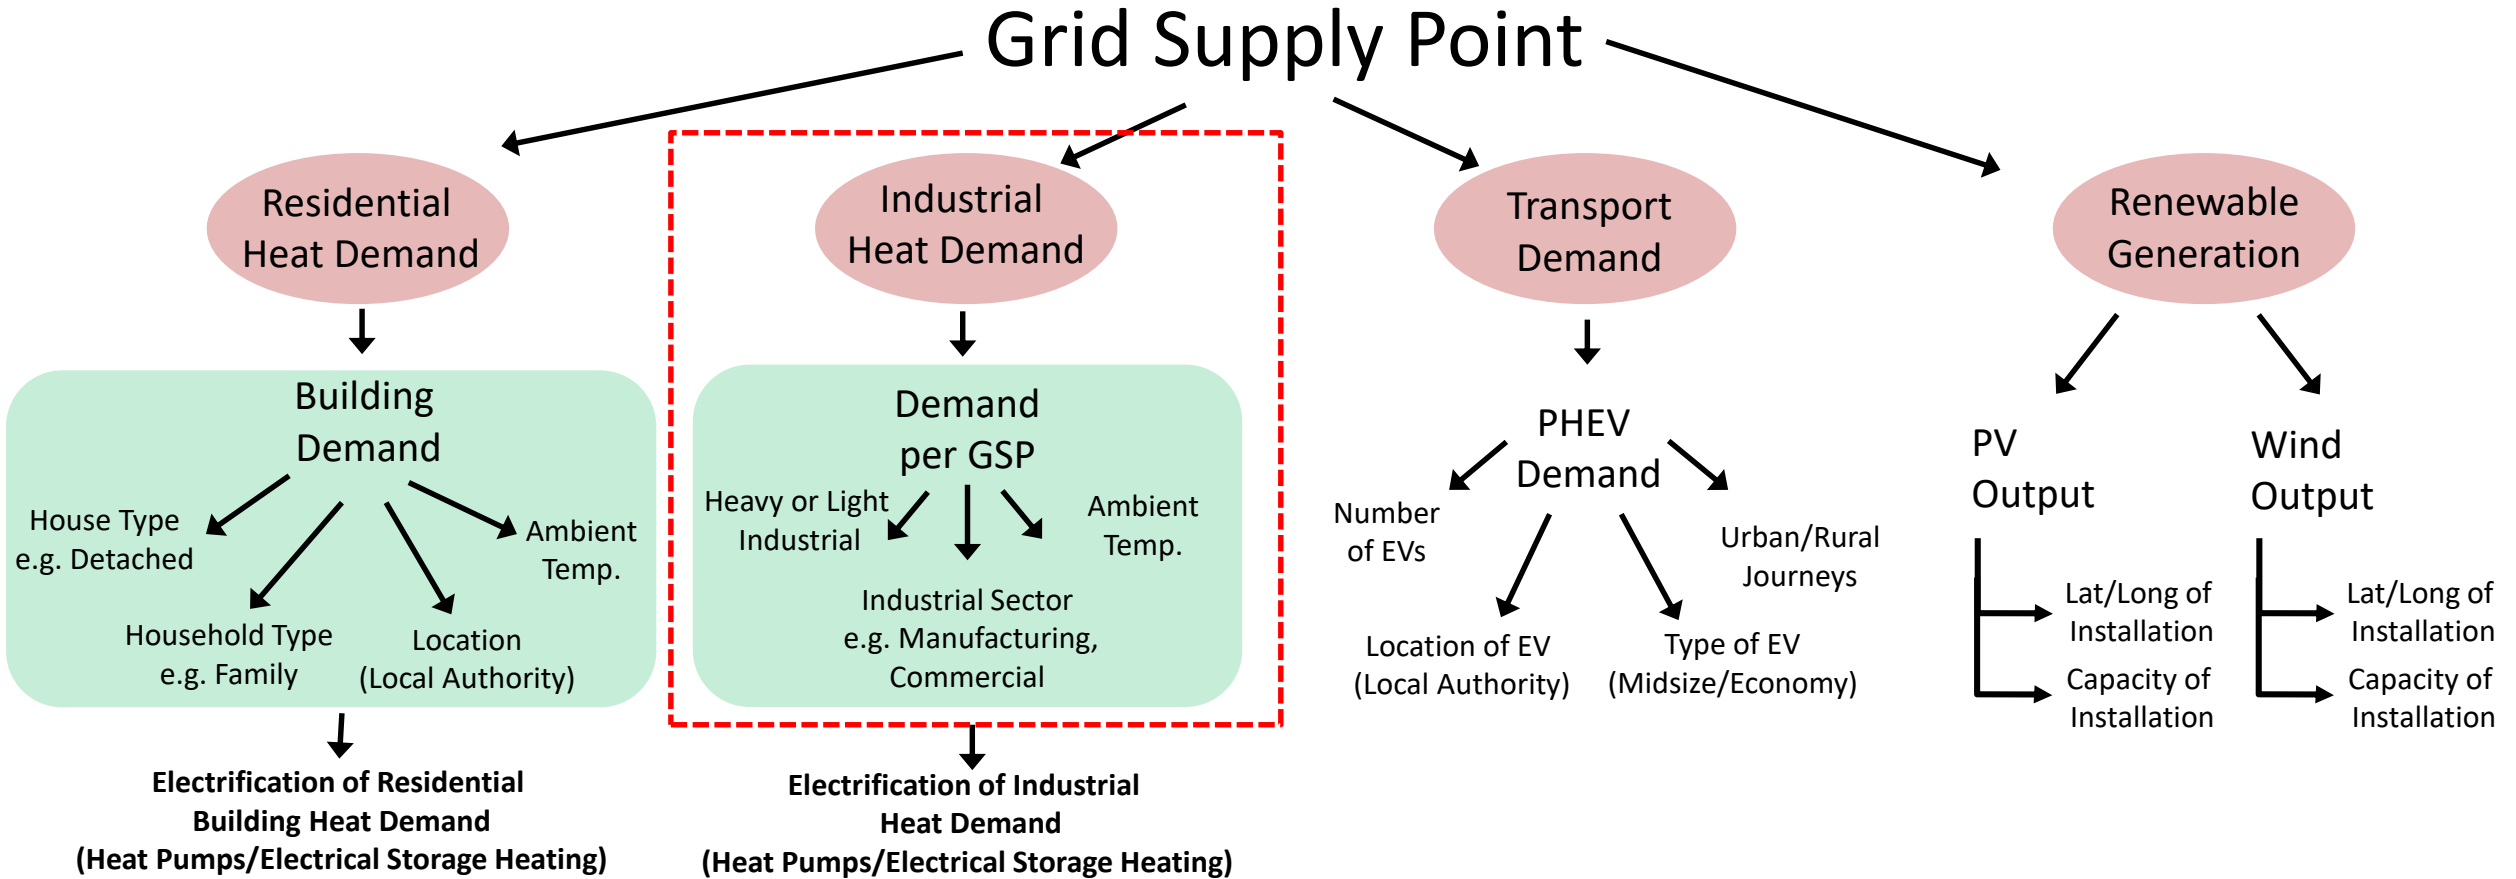 Grid Supply Point
Residential
Heat Demand
Industrial
Heat Demand
Transport
Demand
Renewable
Generation
Building
Demand
House Type
e.g. Detached
Household Type
e.g. Family
Location
(Local Authority)
Ambient
Temp.
Electrification of Residential
Building Heat Demand
(Heat Pumps/Electrical Storage Heating)
Demand
per GSP
Heavy or Light
Industrial
Industrial Sector
e.g. Manufacturing,
Commercial
Ambient
Temp.
Electrification of Industrial
Heat Demand
(Heat Pumps/Electrical Storage Heating)
PHEV
Demand
Number
of EVs
Location of EV
(Local Authority)
Type of EV
(Midsize/Economy)
Urban/Rural
Journeys
PV
Output
Lat/Long of
Installation
Capacity of
Installation
Wind
Output
Lat/Long of
Installation
Capacity of
Installation